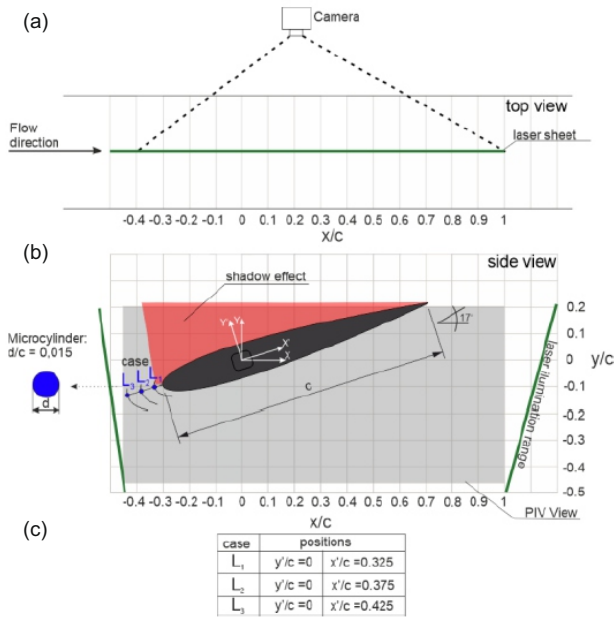 (a)
Camera
top view
Flow
direction
laser sheet
-0.4 -0.3 -0.2 -0.1 0 0.1 0.2 0.3 0.4 0.5 0.6 0.7 0.8 0.9 1
x/c
(b)
side view
shadow effect
Microcylinder:
d/c = 0,015
d
case
L3 L2 L1
Y' Y
X'
X
17°
c
0.2
0.1
0
y/c
-0.1
-0.2
-0.3
-0.4
-0.5
laser ilumination range
-0.4 -0.3 -0.2 -0.1 0 0.1 0.2 0.3 0.4 0.5 0.6 0.7 0.8 0.9 1
x/c
PIV View
(c)
case positions
L1 y'/c =0 x'/c=0.325
L2 y'/c =0 x'/c=0.375
L3 y'/c =0 x'/c=0.425